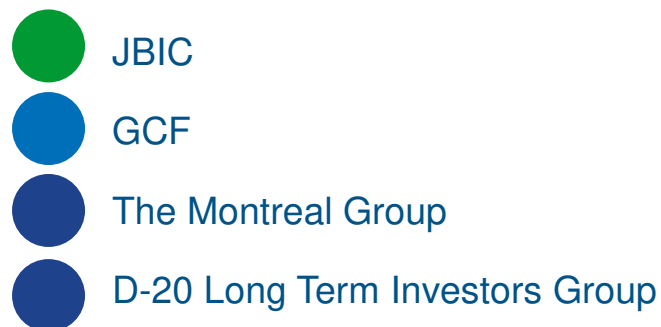 JBIC
GCF
The Montreal Group
D-20 Long Term Investors Group